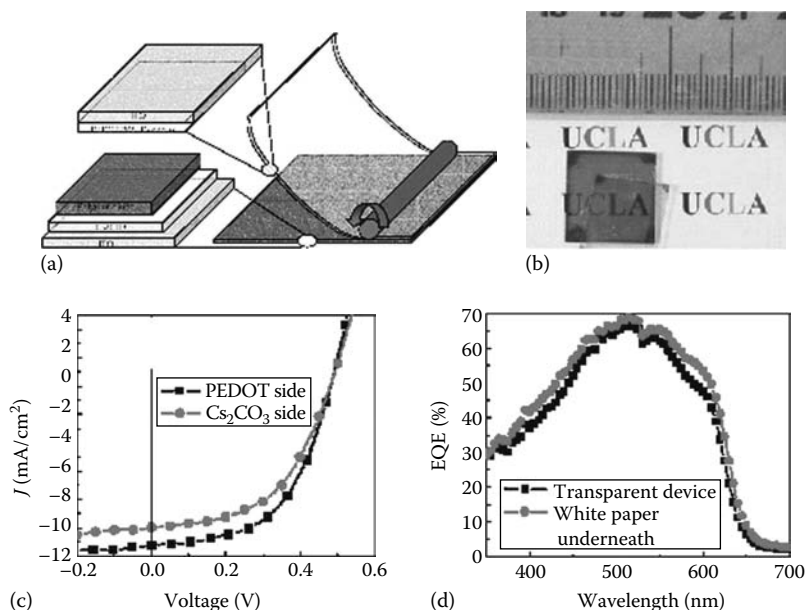 (a)
UCLA UCLA
UCLA UCLA
(b)
J (mA/cm²)
4
2
0
−2
−4
−6
−8
−10
−12
PEDOT side
Cs₂CO₃ side
−0.2 0.0 0.2 0.4 0.6
Voltage (V)
(c)
EQE (%)
70
60
50
40
30
20
10
0
Transparent device
White paper
underneath
400 500 600 700
Wavelength (nm)
(d)